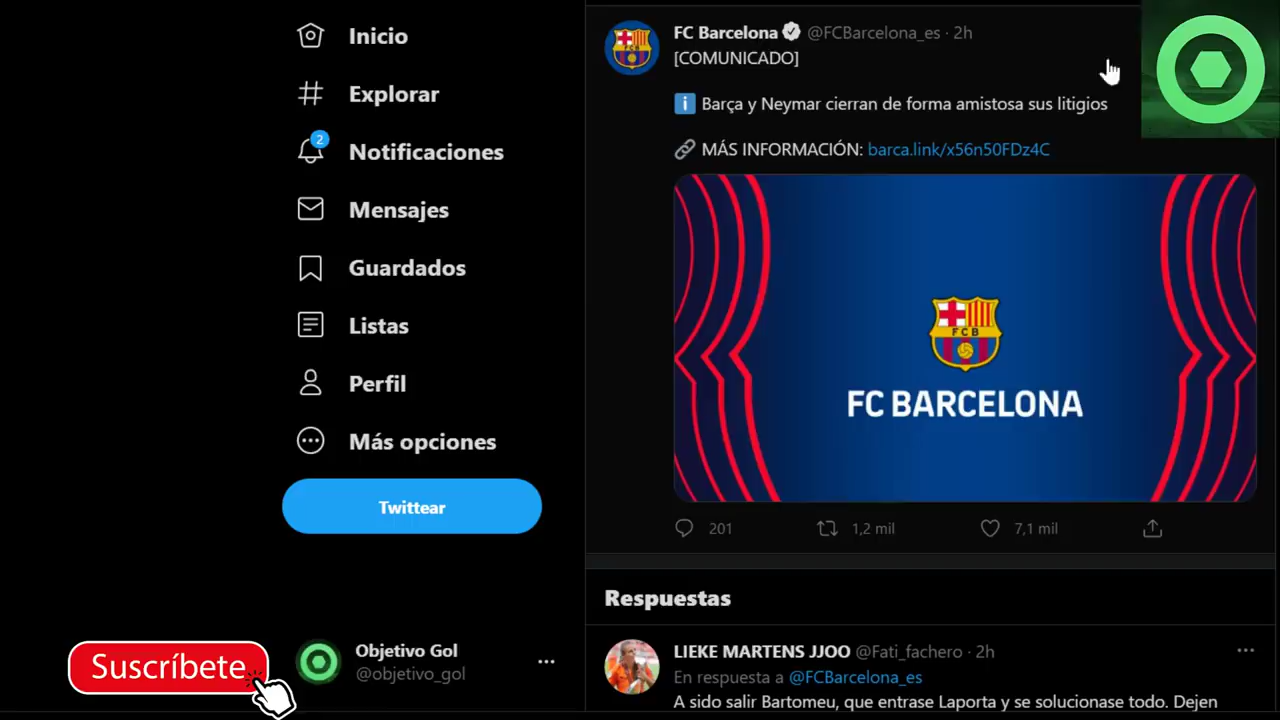 Inicio
Explorar
2
Notificaciones
Mensajes
Guardados
Listas
Perfil
Más opciones
Twittear
Objetivo Gol
@objetivo_gol
Suscríbete
FC Barcelona @FCBarcelona_es · 2h
[COMUNICADO]
i Barça y Neymar cierran de forma amistosa sus litigios
MÁS INFORMACIÓN: barca.link/x56n50FDz4C
FCB
FC BARCELONA
201 1,2 mil 7,1 mil
Respuestas
LIEKE MARTENS JJOO @Fati_fachero · 2h
En respuesta a @FCBarcelona_es
A sido salir Bartomeu, que entrase Laporta y se solucionase todo. Dejen